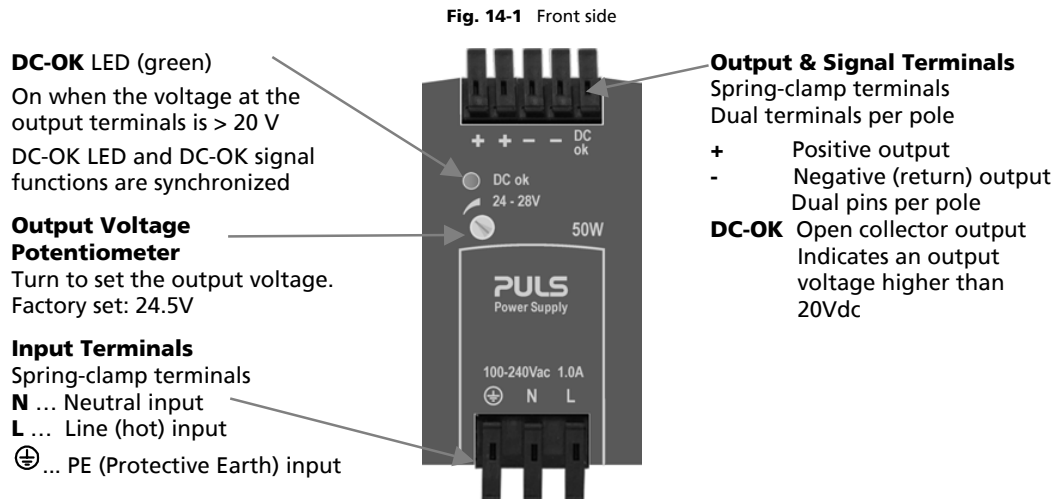 Fig. 14-1 Front side
DC-OK LED (green)
On when the voltage at the
output terminals is > 20 V
DC-OK LED and DC-OK signal
functions are synchronized
Output Voltage
Potentiometer
Turn to set the output voltage.
Factory set: 24.5V
Input Terminals
Spring-clamp terminals
N … Neutral input
L … Line (hot) input
... PE (Protective Earth) input
+ + – – DC
ok
DC ok
24 - 28V
50W
PULS
Power Supply
100-240Vac 1.0A
N L
Output & Signal Terminals
Spring-clamp terminals
Dual terminals per pole
+ Positive output
- Negative (return) output
Dual pins per pole
DC-OK Open collector output
Indicates an output
voltage higher than
20Vdc